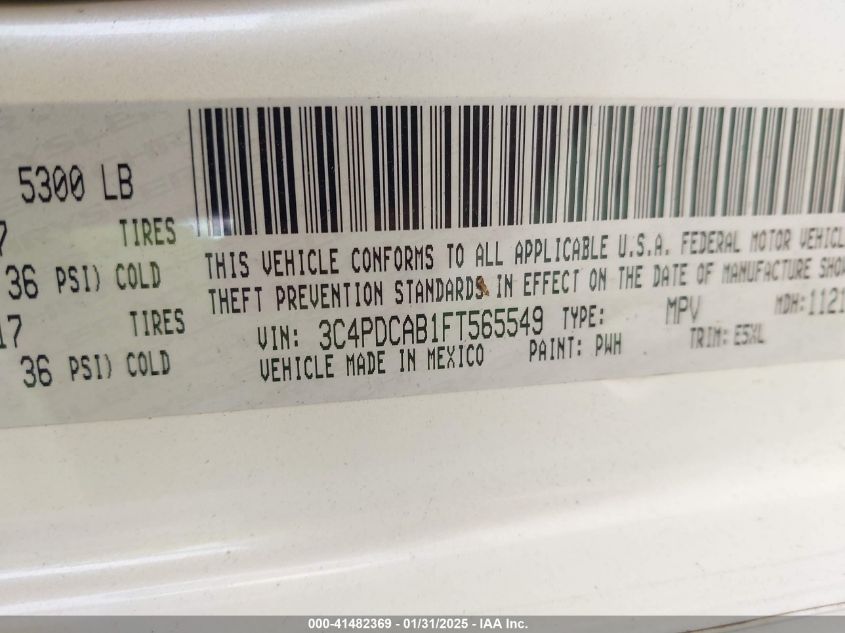 5300 LB
7 TIRES
36 PSI) COLD
17 TIRES
36 PSI) COLD
THIS VEHICLE CONFORMS TO ALL APPLICABLE U.S.A. FEDERAL MOTOR VEHICL
THEFT PREVENTION STANDARDS IN EFFECT ON THE DATE OF MANUFACTURE SHO
VIN: 3C4PDCAB1FT565549 TYPE: MPV MDH: 1121
VEHICLE MADE IN MEXICO PAINT: PWH TRIM: E5XL
000-41482369 - 01/31/2025 - IAA Inc.